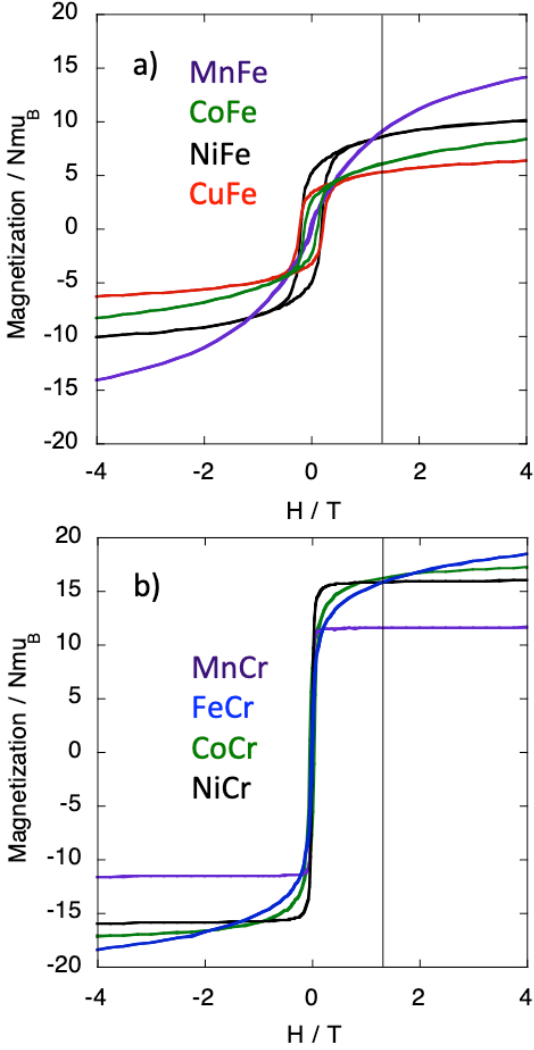 20
15
10
5
0
-5
-10
-15
-20
Magnetization / Nmu_B
a)
MnFe
CoFe
NiFe
CuFe
-4 -2 0 2 4
H / T
20
15
10
5
0
-5
-10
-15
-20
Magnetization / Nmu_B
b)
MnCr
FeCr
CoCr
NiCr
-4 -2 0 2 4
H / T